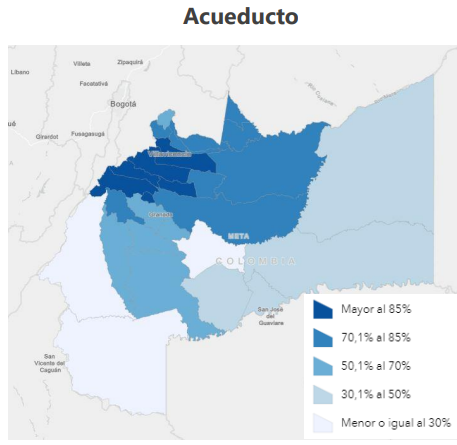 Acueducto
Villeta
Zipaquirá
Líbano
Facatativá
Bogotá
Girardot
Fusagasugá
Villavicencio
Granada
META
COLOMBIA
San José
del
Guaviare
San
Vicente del
Caguán
Mayor al 85%
70,1% al 85%
50,1% al 70%
30,1% al 50%
Menor o igual al 30%